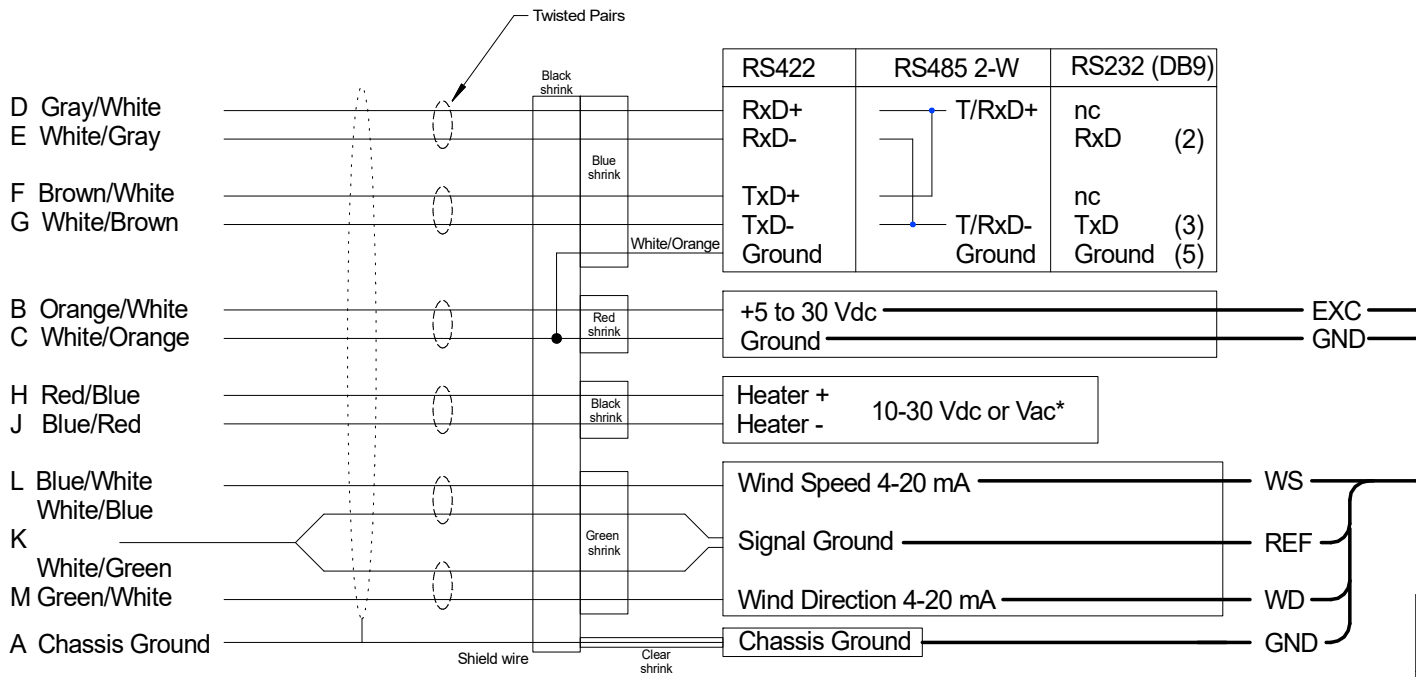 Twisted Pairs
Black
shrink
RS422 RS485 2-W RS232 (DB9)
D Gray/White RxD+ T/RxD+ nc
E White/Gray RxD- RxD (2)
Blue
shrink
F Brown/White TxD+ nc
G White/Brown TxD- T/RxD- TxD (3)
White/Orange Ground Ground Ground (5)
B Orange/White +5 to 30 Vdc EXC
Red
shrink
C White/Orange Ground GND
H Red/Blue Heater +
Black
shrink
10-30 Vdc or Vac*
J Blue/Red Heater -
L Blue/White Wind Speed 4-20 mA WS
White/Blue
K Signal Ground REF
Green
shrink
White/Green
M Green/White Wind Direction 4-20 mA WD
A Chassis Ground Chassis Ground GND
Shield wire
Clear
shrink